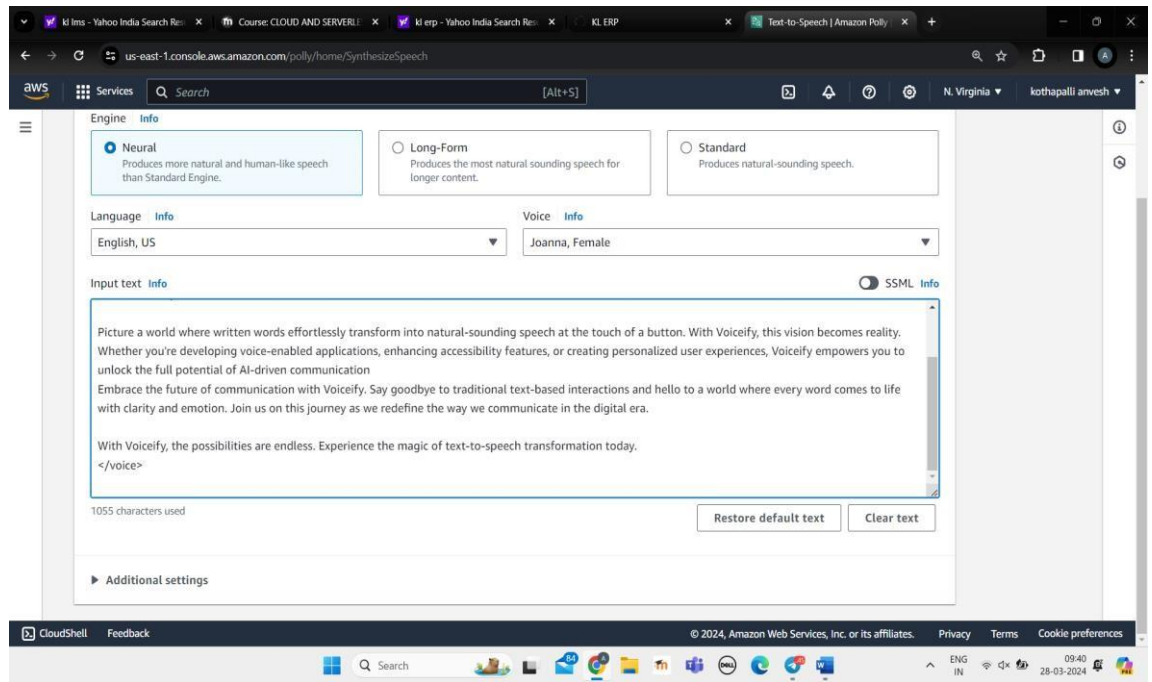 kl lms - Yahoo India Search Res
Course: CLOUD AND SERVERLE
kl erp - Yahoo India Search Res
KL ERP
Text-to-Speech | Amazon Polly
us-east-1.console.aws.amazon.com/polly/home/SynthesizeSpeech
A
aws
Services
Search
[Alt+S]
N. Virginia
kothapalli anvesh
Engine Info
Neural
Produces more natural and human-like speech
than Standard Engine.
Long-Form
Produces the most natural sounding speech for
longer content.
Standard
Produces natural-sounding speech.
Language Info
Voice Info
English, US
Joanna, Female
Input text Info
SSML Info
Picture a world where written words effortlessly transform into natural-sounding speech at the touch of a button. With Voiceify, this vision becomes reality.
Whether you're developing voice-enabled applications, enhancing accessibility features, or creating personalized user experiences, Voiceify empowers you to
unlock the full potential of AI-driven communication
Embrace the future of communication with Voiceify. Say goodbye to traditional text-based interactions and hello to a world where every word comes to life
with clarity and emotion. Join us on this journey as we redefine the way we communicate in the digital era.
With Voiceify, the possibilities are endless. Experience the magic of text-to-speech transformation today.
</voice>
1055 characters used
Restore default text
Clear text
Additional settings
CloudShell
Feedback
© 2024, Amazon Web Services, Inc. or its affiliates.
Privacy
Terms
Cookie preferences
Search
84
DELL
ENG
IN
09:40
28-03-2024